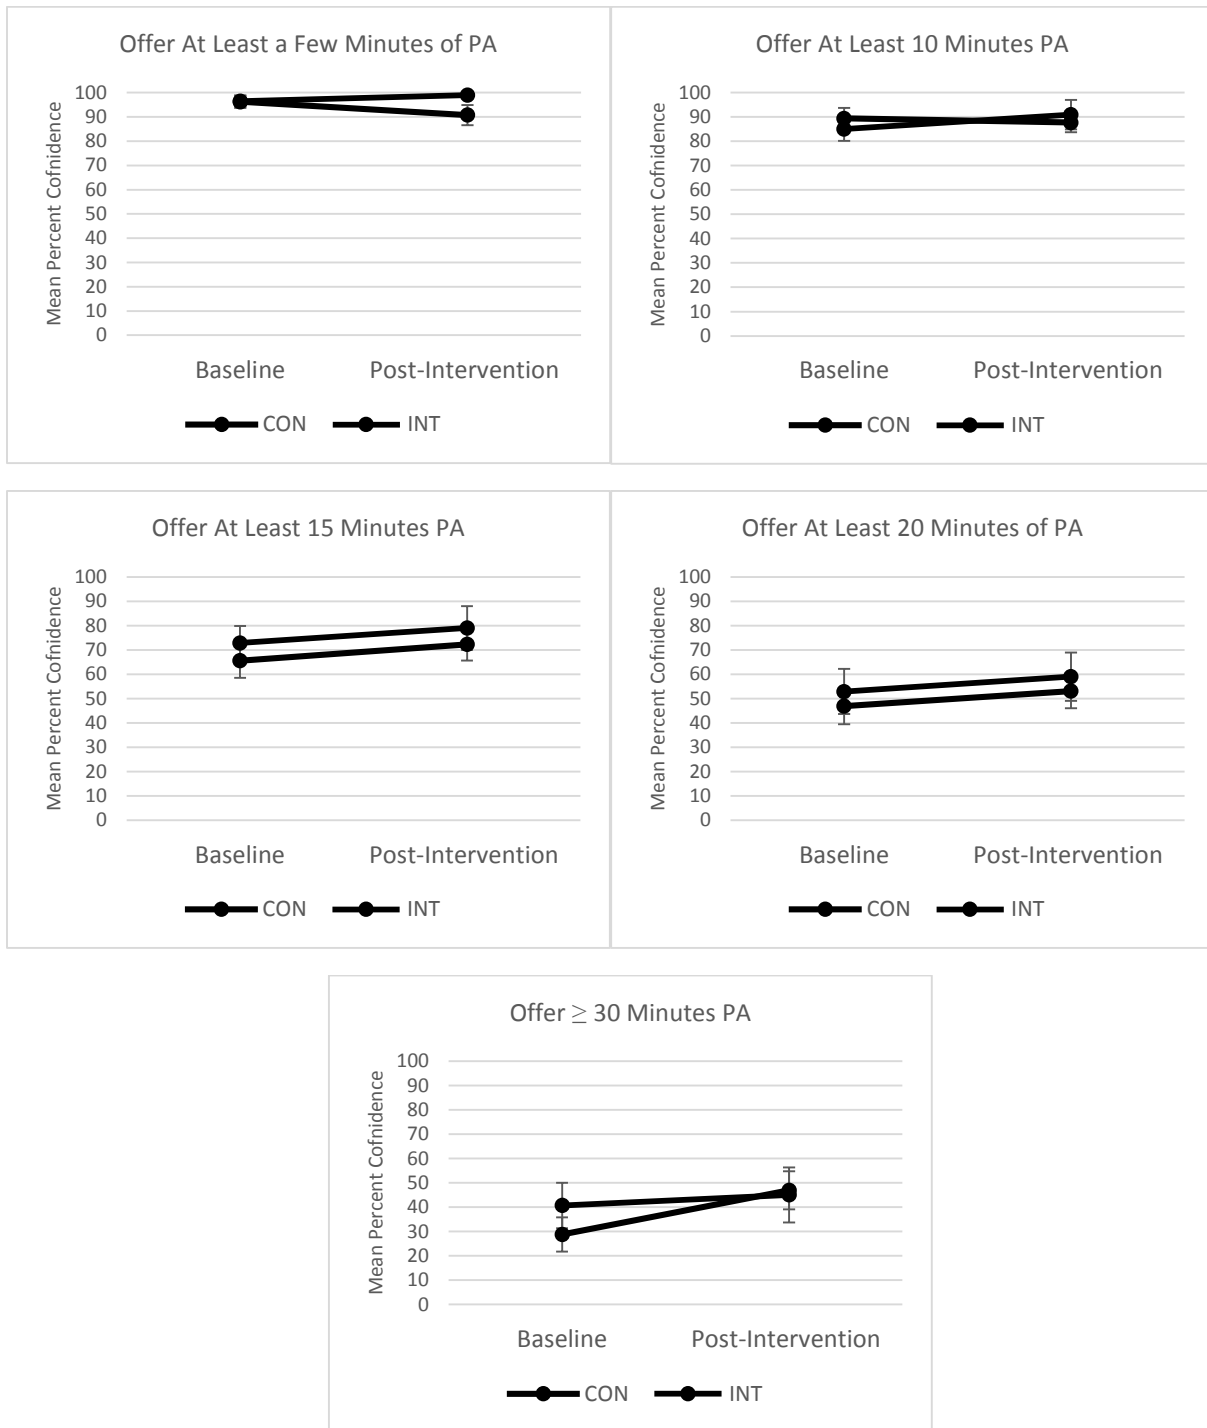 Offer At Least a Few Minutes of PA
Mean Percent Cofnidence
100
90
80
70
60
50
40
30
20
10
0
Baseline Post-Intervention
CON INT
Offer At Least 10 Minutes PA
Mean Percent Cofnidence
100
90
80
70
60
50
40
30
20
10
0
Baseline Post-Intervention
CON INT
Offer At Least 15 Minutes PA
Mean Percent Cofnidence
100
90
80
70
60
50
40
30
20
10
0
Baseline Post-Intervention
CON INT
Offer At Least 20 Minutes of PA
Mean Percent Cofnidence
100
90
80
70
60
50
40
30
20
10
0
Baseline Post-Intervention
CON INT
Offer ≥ 30 Minutes PA
Mean Percent Cofnidence
100
90
80
70
60
50
40
30
20
10
0
Baseline Post-Intervention
CON INT